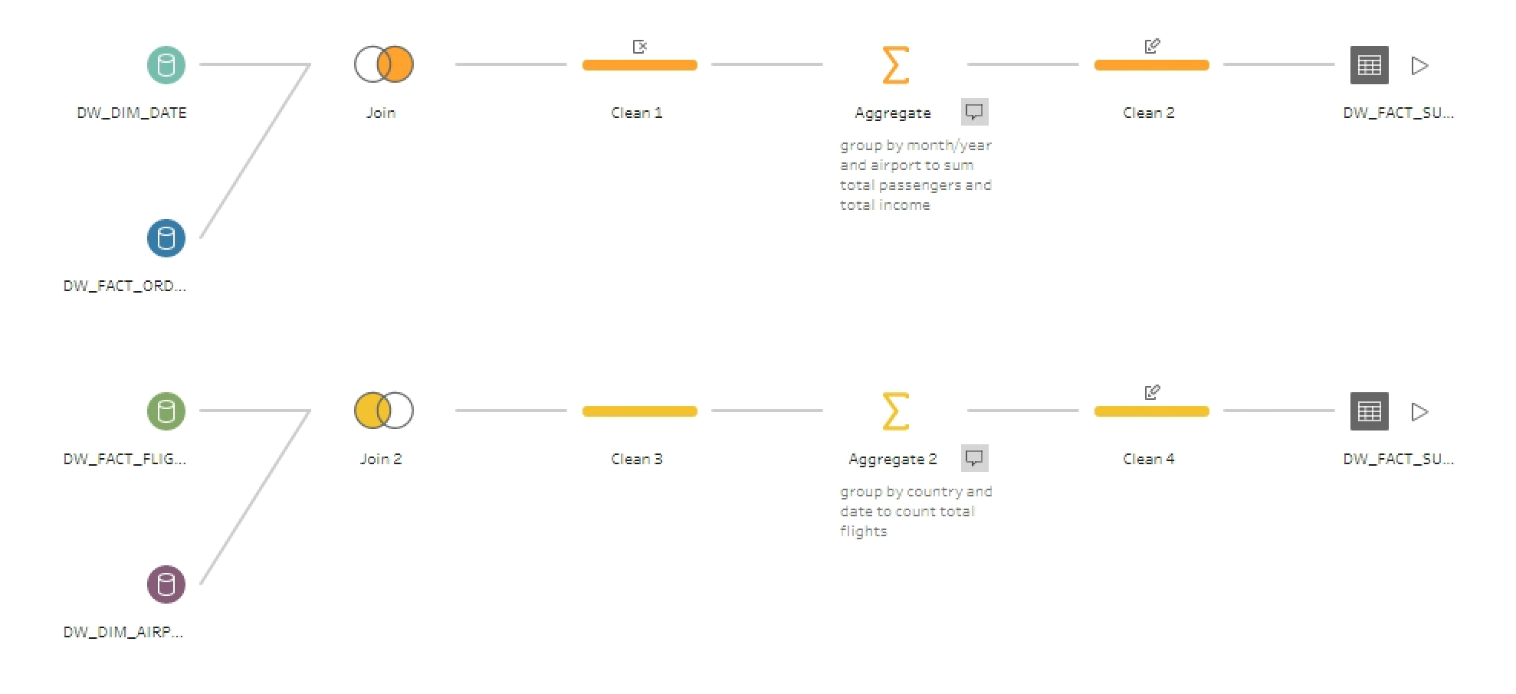 DW_DIM_DATE
Join
Clean 1
Aggregate
Clean 2
DW_FACT_SU...
group by month/year
and airport to sum
total passengers and
total income
DW_FACT_ORD...
DW_FACT_FLIG...
Join 2
Clean 3
Aggregate 2
Clean 4
DW_FACT_SU...
group by country and
date to count total
flights
DW_DIM_AIRP...